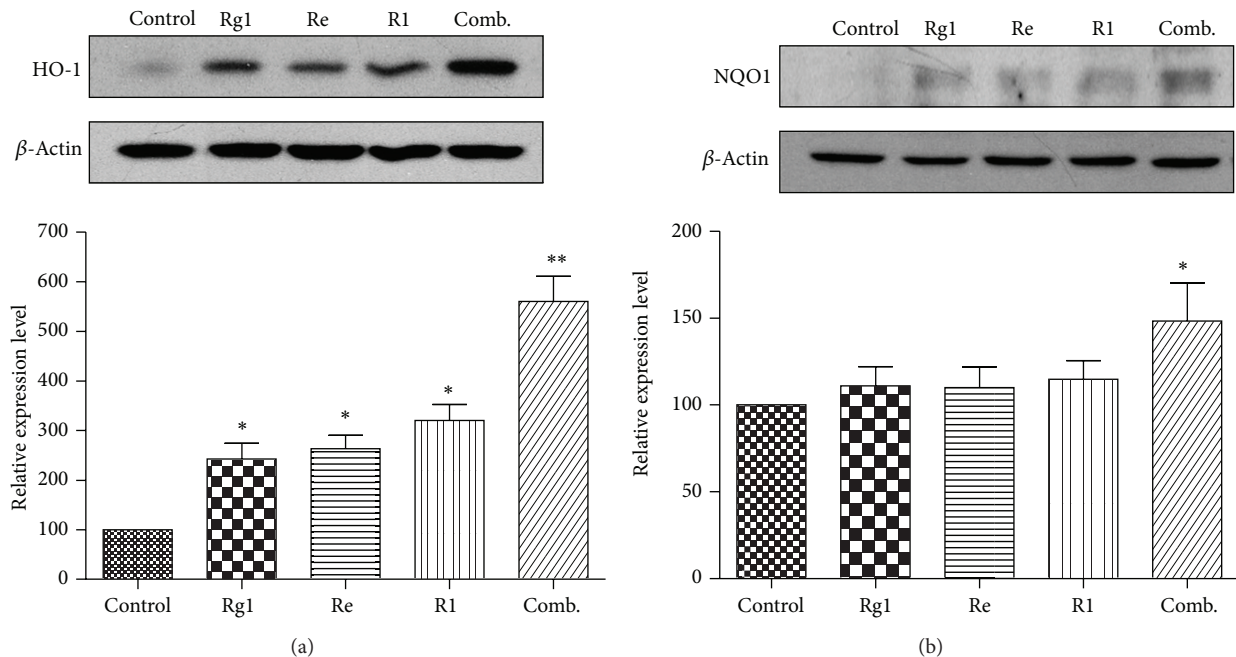 Control Rg1 Re R1 Comb.
HO-1
β-Actin
700
600
500
400
300
200
100
0
Relative expression level
*
*
*
**
Control Rg1 Re R1 Comb.
(a)
Control Rg1 Re R1 Comb.
NQO1
β-Actin
200
150
100
50
0
Relative expression level
*
Control Rg1 Re R1 Comb.
(b)